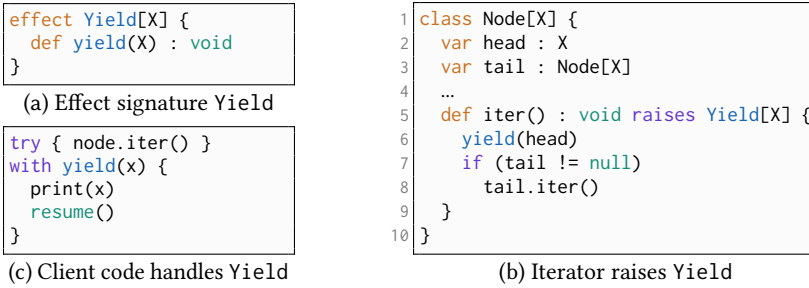 effect Yield[X] {
def yield(X) : void
}
(a) Effect signature Yield
try { node.iter() }
with yield(x) {
print(x)
resume()
}
(c) Client code handles Yield
1 class Node[X] {
2 var head : X
3 var tail : Node[X]
4 …
5 def iter() : void raises Yield[X] {
6 yield(head)
7 if (tail != null)
8 tail.iter()
9 }
10 }
(b) Iterator raises Yield